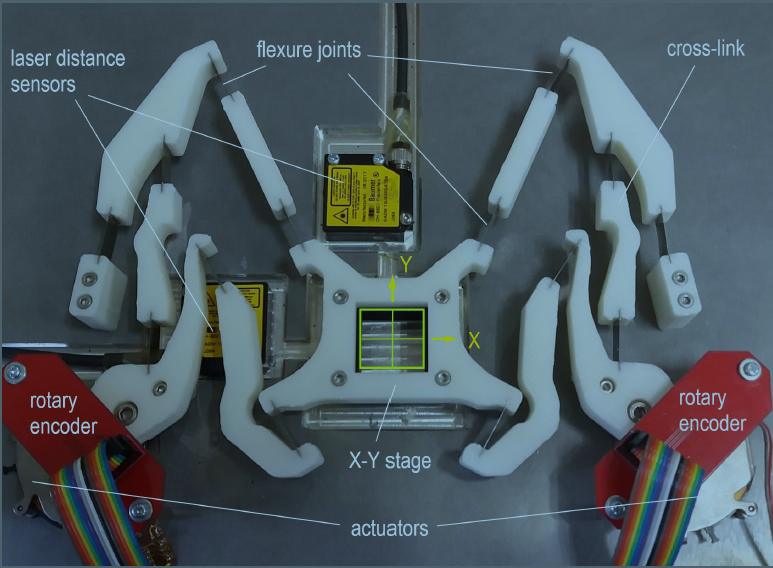 laser distance
sensors
flexure joints
cross-link
Baumer
Y
X
rotary
encoder
rotary
encoder
X-Y stage
actuators